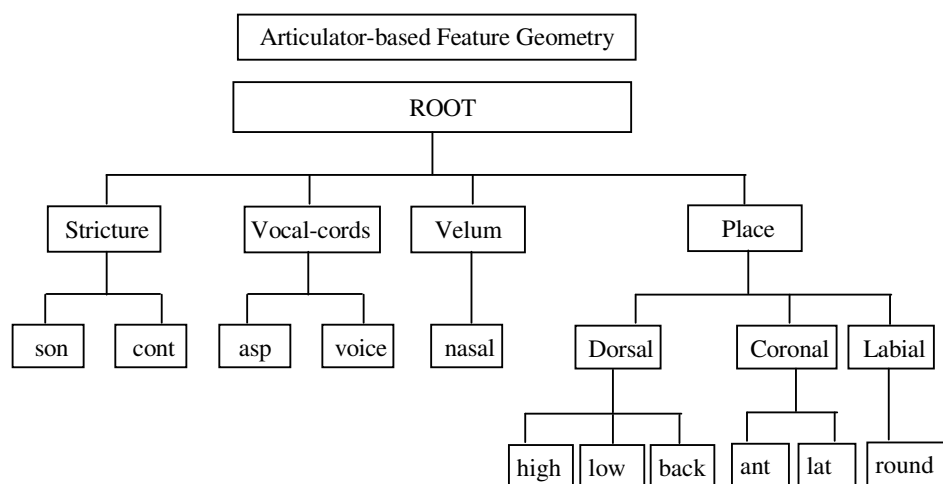 Articulator-based Feature Geometry
ROOT
Stricture Vocal-cords Velum Place
son cont asp voice nasal Dorsal Coronal Labial
high low back ant lat round